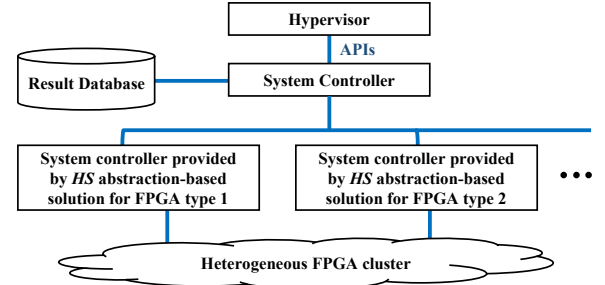 Hypervisor
APIs
Result Database
System Controller
System controller provided
by HS abstraction-based
solution for FPGA type 1
System controller provided
by HS abstraction-based
solution for FPGA type 2
•••
Heterogeneous FPGA cluster